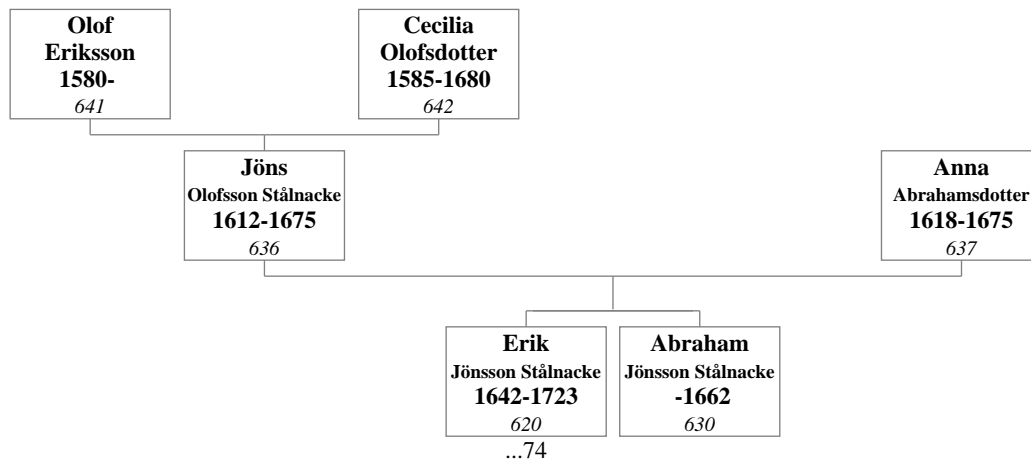 Olof
Eriksson
1580-
641
Cecilia
Olofsdotter
1585-1680
642
Jöns
Olofsson Stålnacke
1612-1675
636
Anna
Abrahamsdotter
1618-1675
637
Erik
Jönsson Stålnacke
1642-1723
620
...74
Abraham
Jönsson Stålnacke
-1662
630